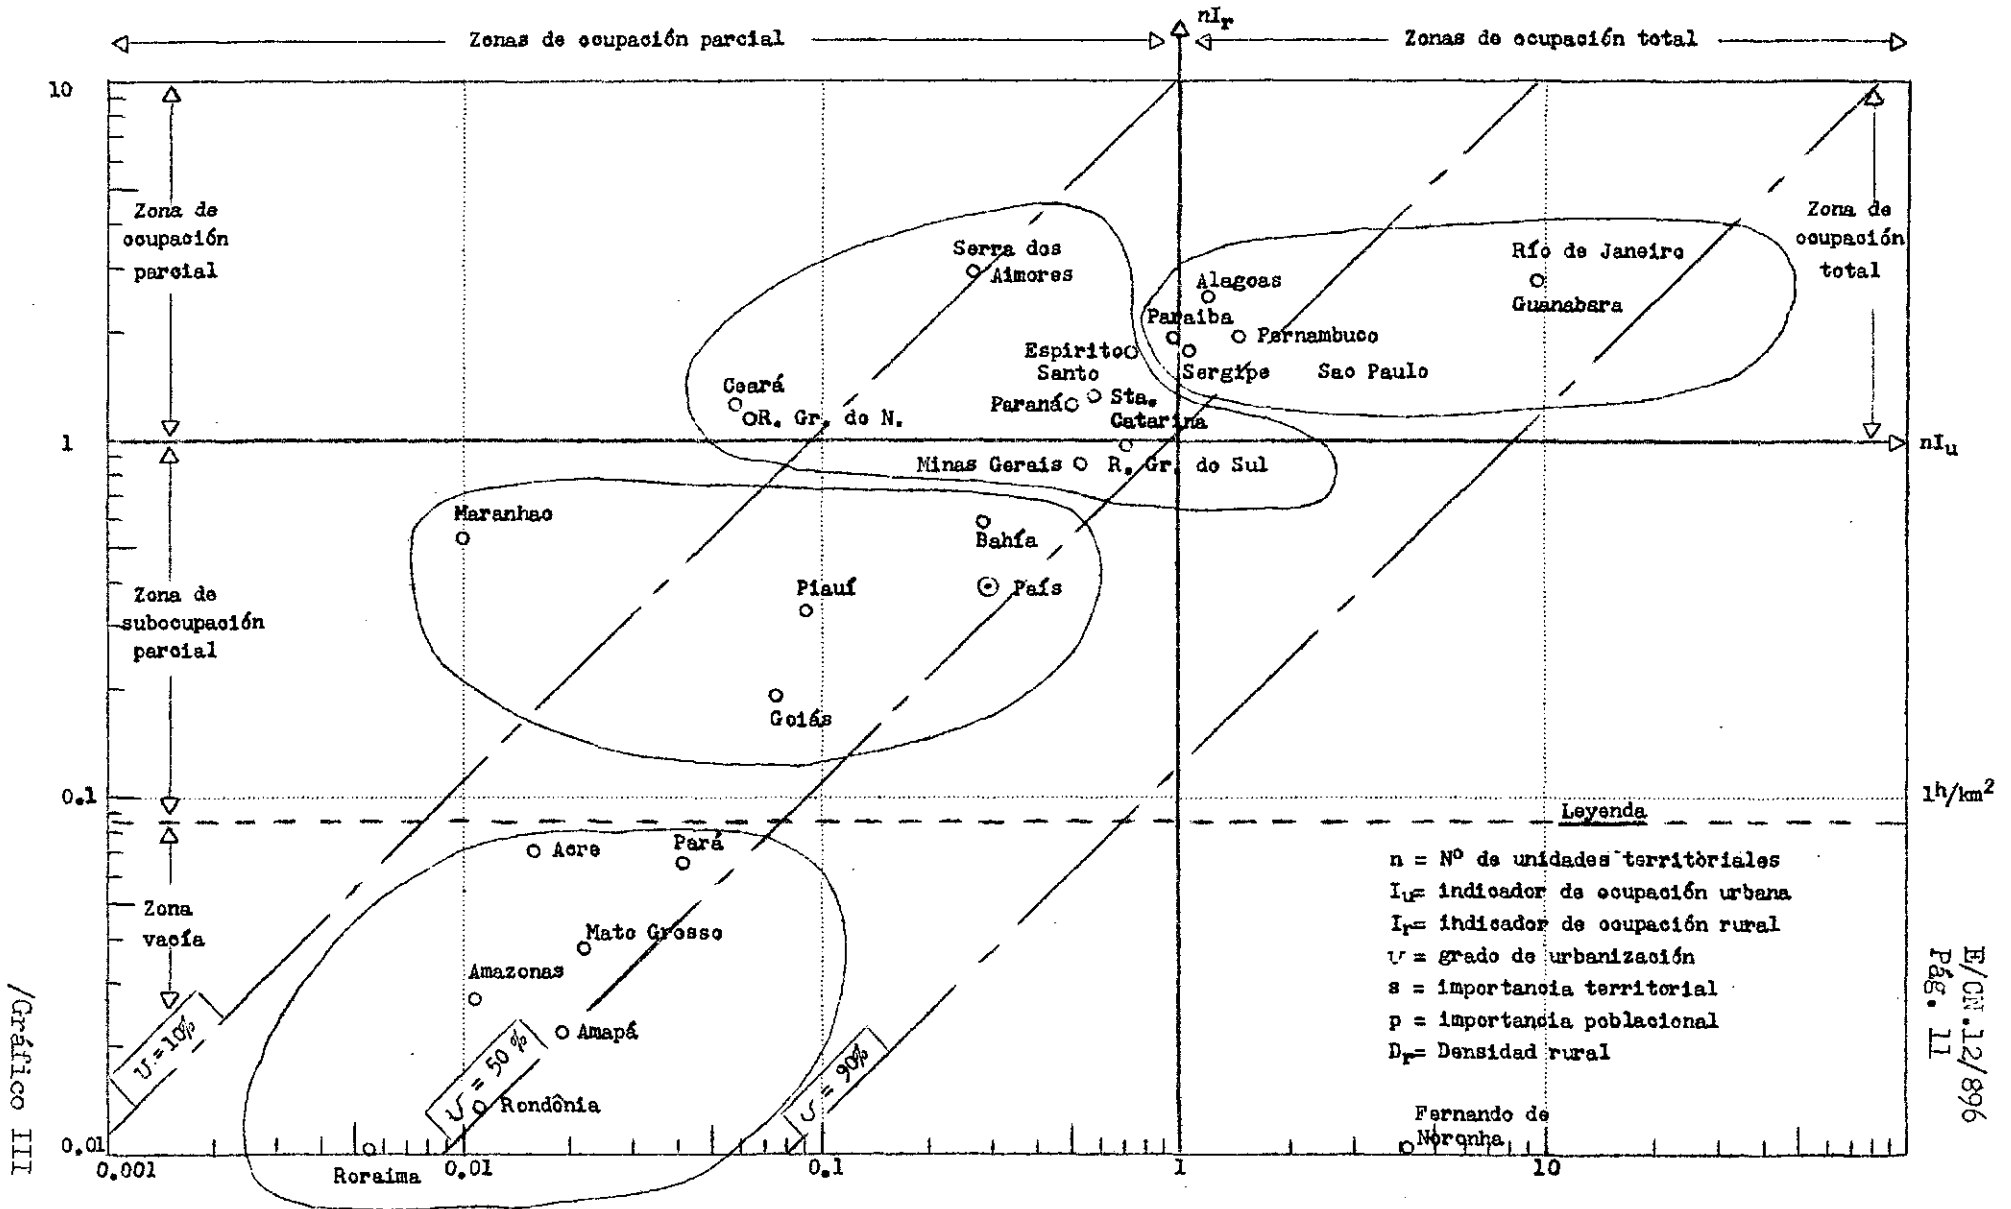 nIr
Zonas de ocupación parcial
Zonas de ocupación total
10
Zona de
ocupación
parcial
Zona de
ocupación
total
Serra dos
Aimores
Río de Janeiro
Guanabara
Alagoas
Paraiba
Pernambuco
Espirito
Santo
Sergipe
Sao Paulo
Ceará
R. Gr. do N.
Paraná
Sta.
Catarina
1
nIu
Minas Gerais
R. Gr. do Sul
Maranhao
Bahía
País
Piauí
Zona de
subocupación
parcial
Goiás
0.1
1h/km2
Leyenda
Acre
Pará
n = Nº de unidades territoriales
Iu= indicador de ocupación urbana
Ir= indicador de ocupación rural
υ = grado de urbanización
s = importancia territorial
p = importancia poblacional
Dr= Densidad rural
Zona
vacía
Mato Grosso
Amazonas
Amapá
υ = 10%
υ = 50 %
υ = 90%
Rondônia
Fernando de
Noronha
0.01
0.001
Roraima
0.01
0.1
1
10
E/CN.12/896
Pág. 11
/Gráfico III